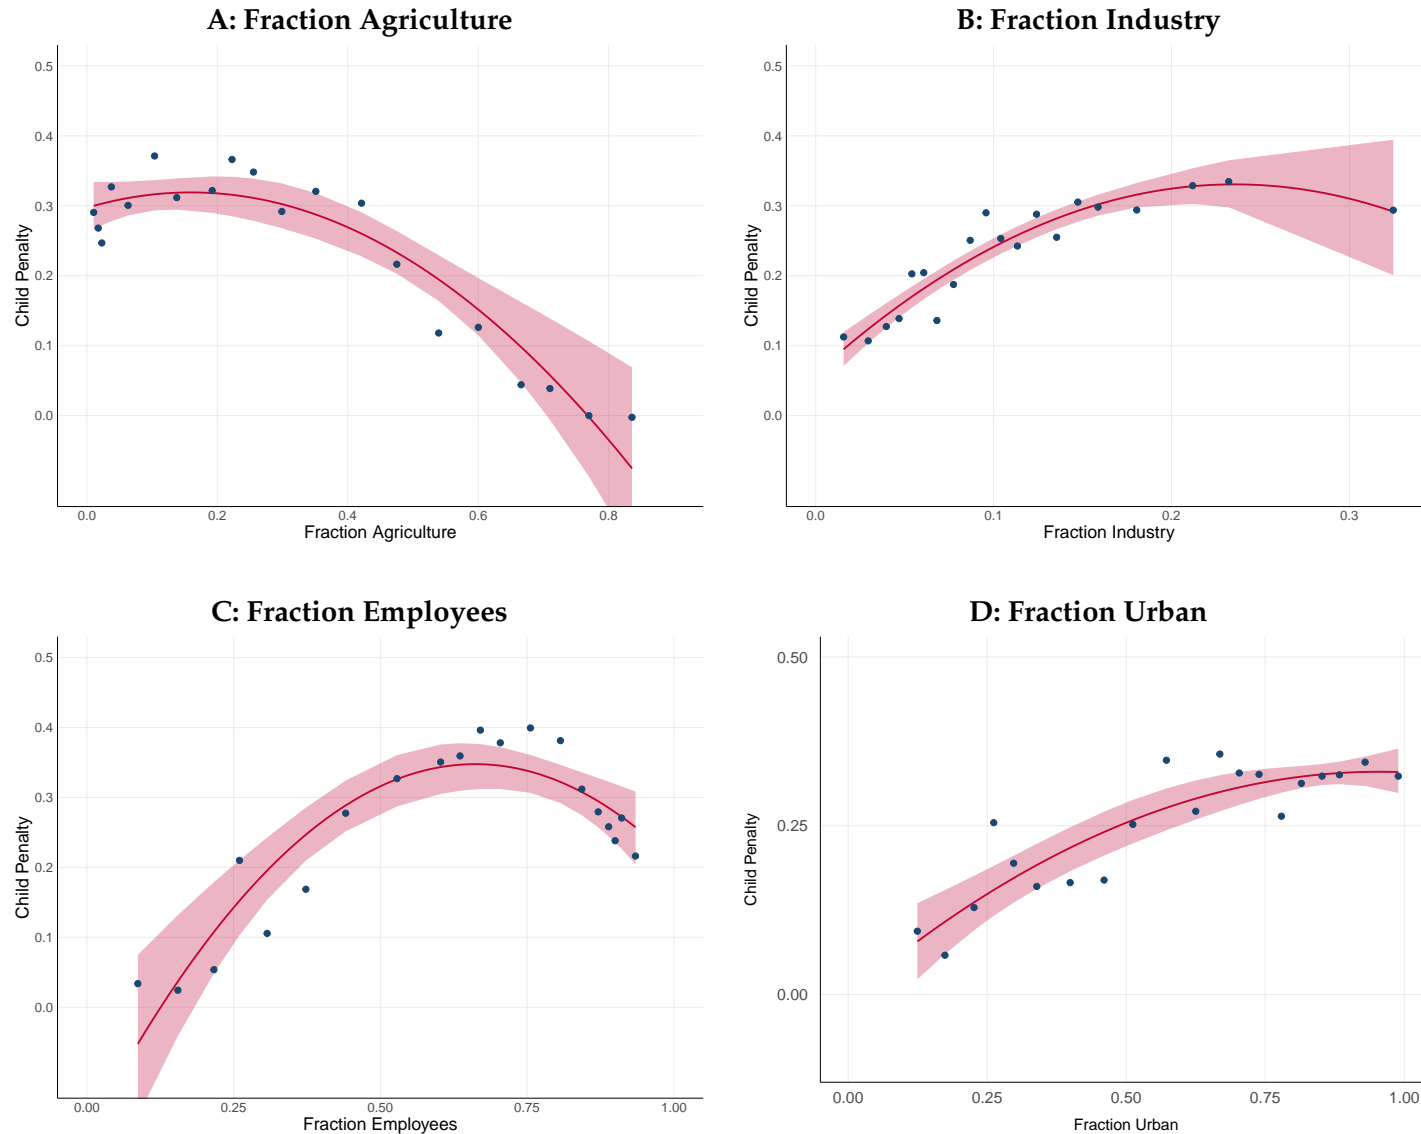 A: Fraction Agriculture
0.5
0.4
0.3
0.2
0.1
0.0
Child Penalty
0.0 0.2 0.4 0.6 0.8
Fraction Agriculture
B: Fraction Industry
0.5
0.4
0.3
0.2
0.1
0.0
Child Penalty
0.0 0.1 0.2 0.3
Fraction Industry
C: Fraction Employees
0.5
0.4
0.3
0.2
0.1
0.0
Child Penalty
0.00 0.25 0.50 0.75 1.00
Fraction Employees
D: Fraction Urban
0.50
0.25
0.00
Child Penalty
0.00 0.25 0.50 0.75 1.00
Fraction Urban